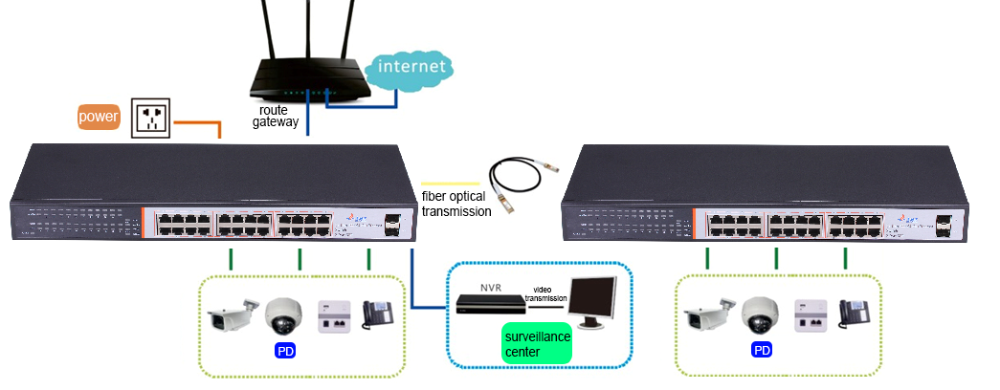 internet
route
gateway
power
fiber optical
transmission
NVR
video
transmission
surveillance
center
PD
PD